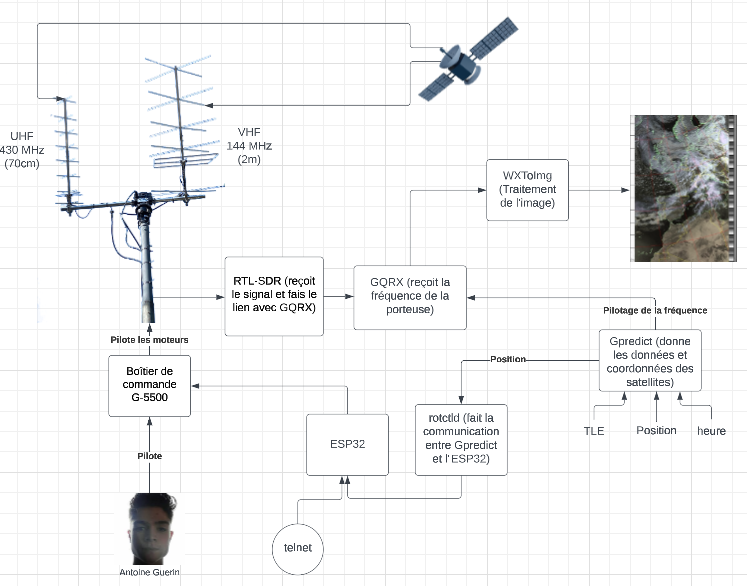 UHF
430 MHz
(70cm)
VHF
144 MHz
(2m)
WXToImg
(Traitement
de l'image)
RTL-SDR (reçoit
le signal et fais le
lien avec GQRX)
GQRX (reçoit la
fréquence de la
porteuse)
Pilotage de la fréquence
Gpredict (donne
les données et
coordonnées des
satellites)
TLE
Position
heure
Position
rotctld (fait la
communication
entre Gpredict
et l'ESP32)
Pilote les moteurs
Boîtier de
commande
G-5500
ESP32
Pilote
telnet
Antoine Guerin